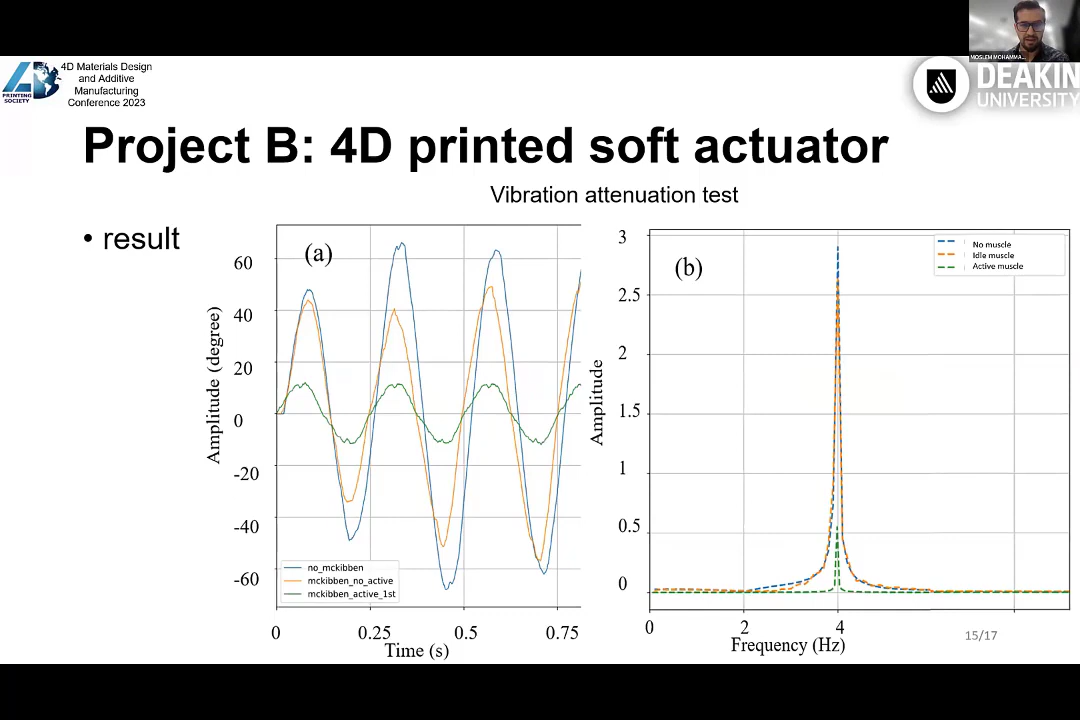 MOSLEM MOHAMMA...
4D Materials Design
and Additive
Manufacturing
Conference 2023
PRINTING
SOCIETY
DEAKIN
UNIVERSITY
Project B: 4D printed soft actuator
Vibration attenuation test
• result
(a)
60
40
20
0
-20
-40
-60
Amplitude (degree)
no_mckibben
mckibben_no_active
mckibben_active_1st
0 0.25 0.5 0.75
Time (s)
(b)
3
2.5
2
1.5
1
0.5
0
Amplitude
No muscle
Idle muscle
Active muscle
0 2 4
Frequency (Hz)
15/17